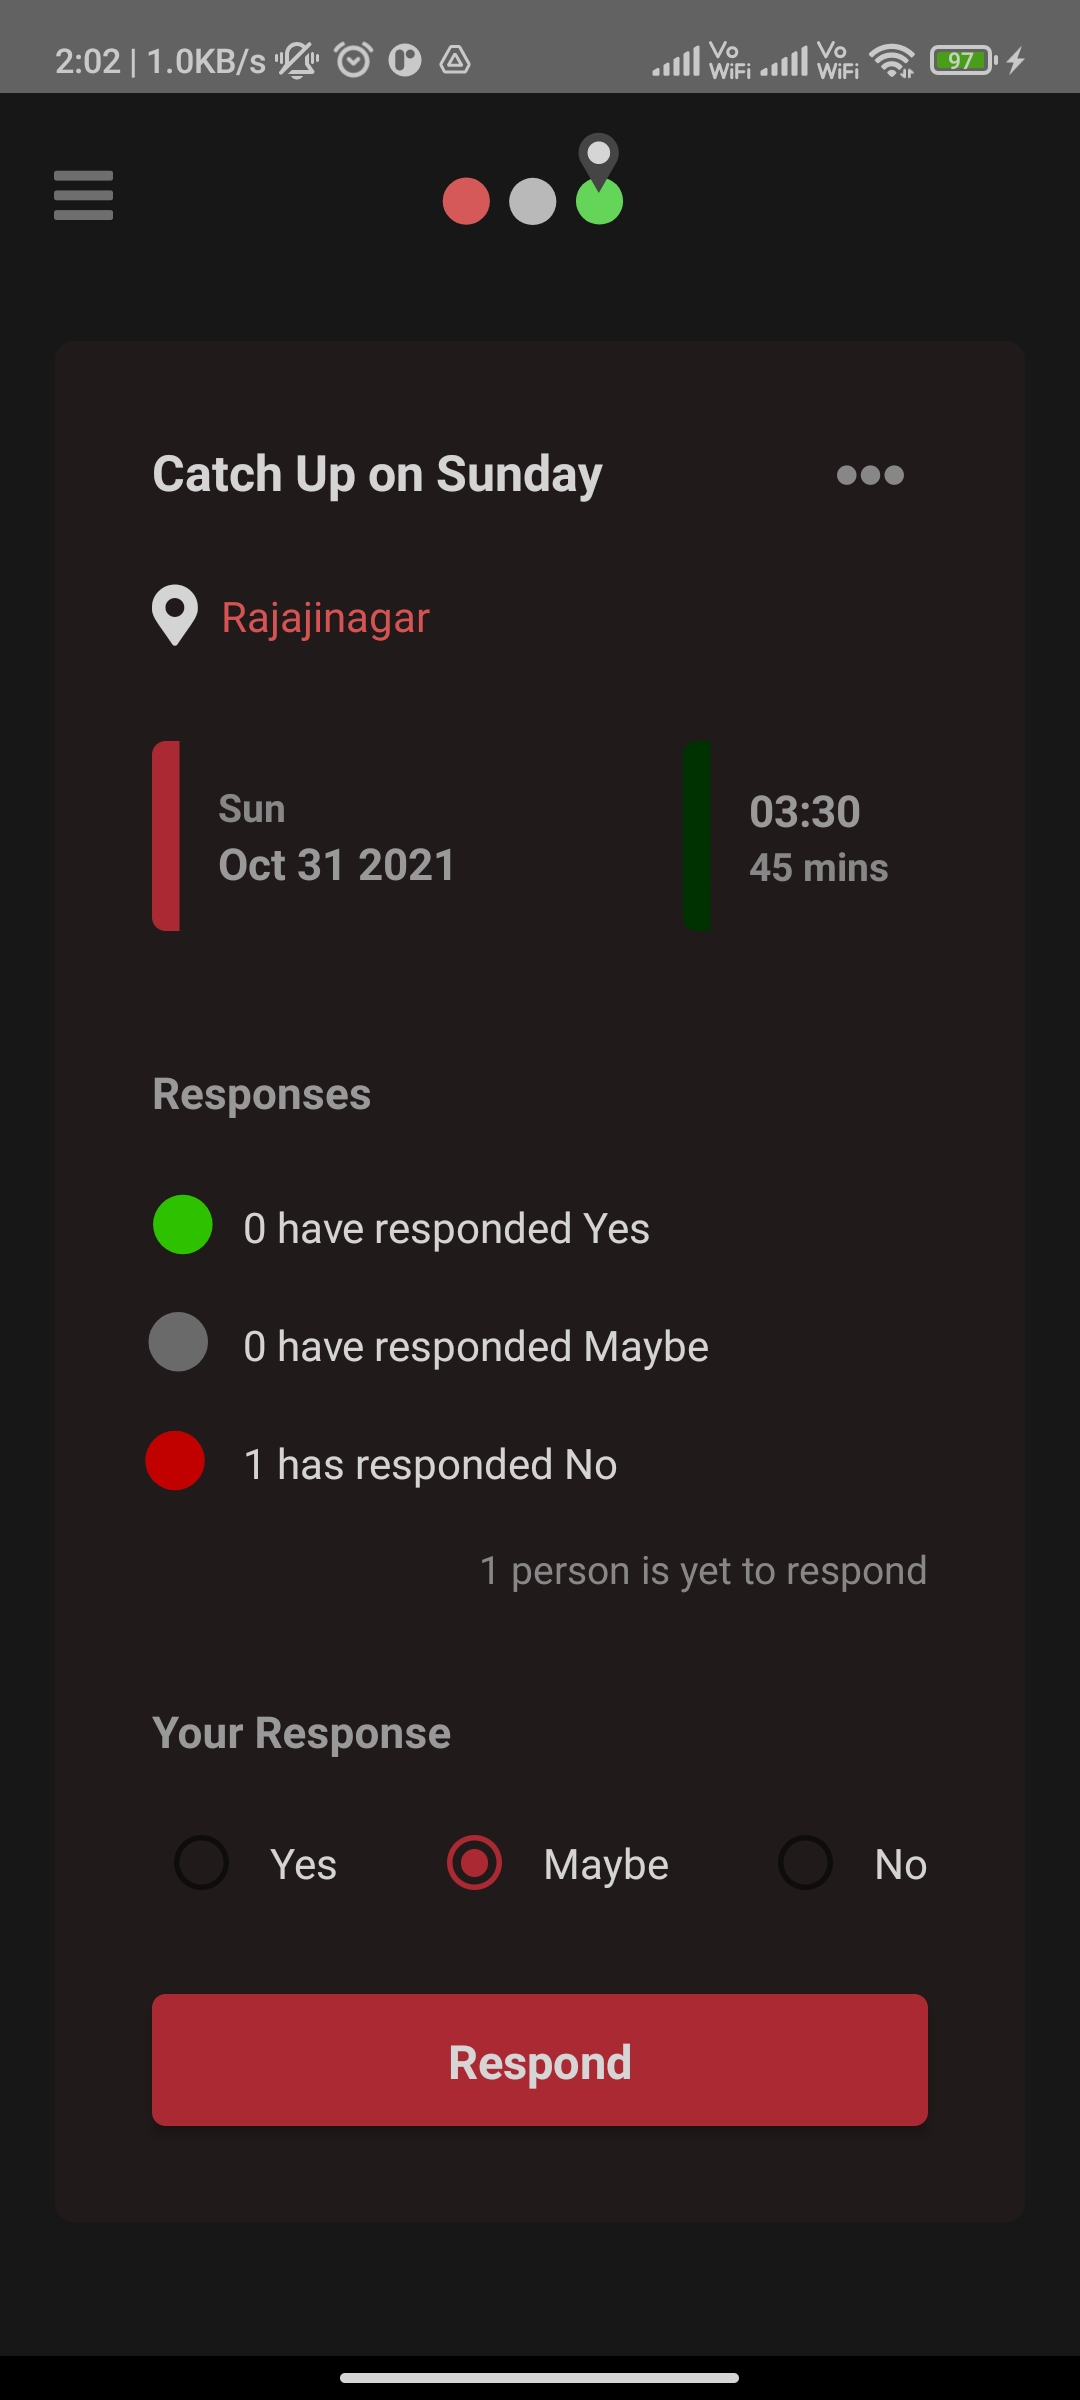 2:02 | 1.0KB/s Vo WiFi Vo WiFi 97
Catch Up on Sunday
Rajajinagar
Sun
Oct 31 2021
03:30
45 mins
Responses
0 have responded Yes
0 have responded Maybe
1 has responded No
1 person is yet to respond
Your Response
Yes Maybe No
Respond